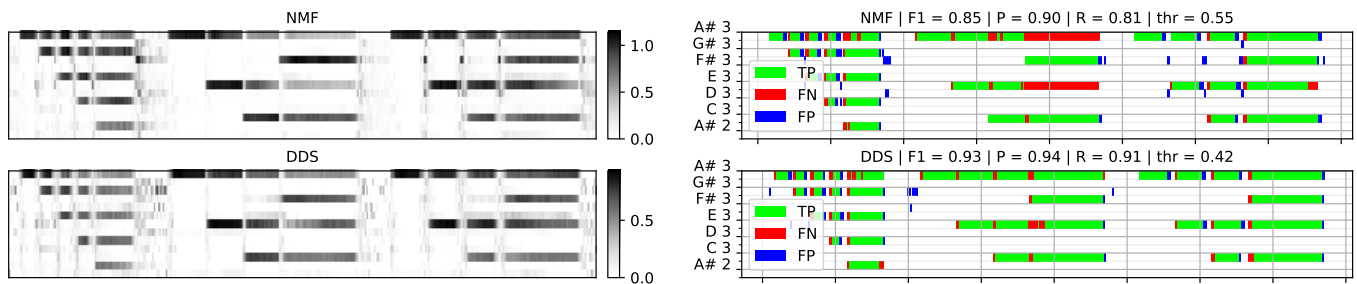 NMF
1.0
0.5
0.0
NMF | F1 = 0.85 | P = 0.90 | R = 0.81 | thr = 0.55
A# 3
G# 3
F# 3
E 3
D 3
C 3
A# 2
TP
FN
FP
DDS
0.5
0.0
DDS | F1 = 0.93 | P = 0.94 | R = 0.91 | thr = 0.42
A# 3
G# 3
F# 3
E 3
D 3
C 3
A# 2
TP
FN
FP